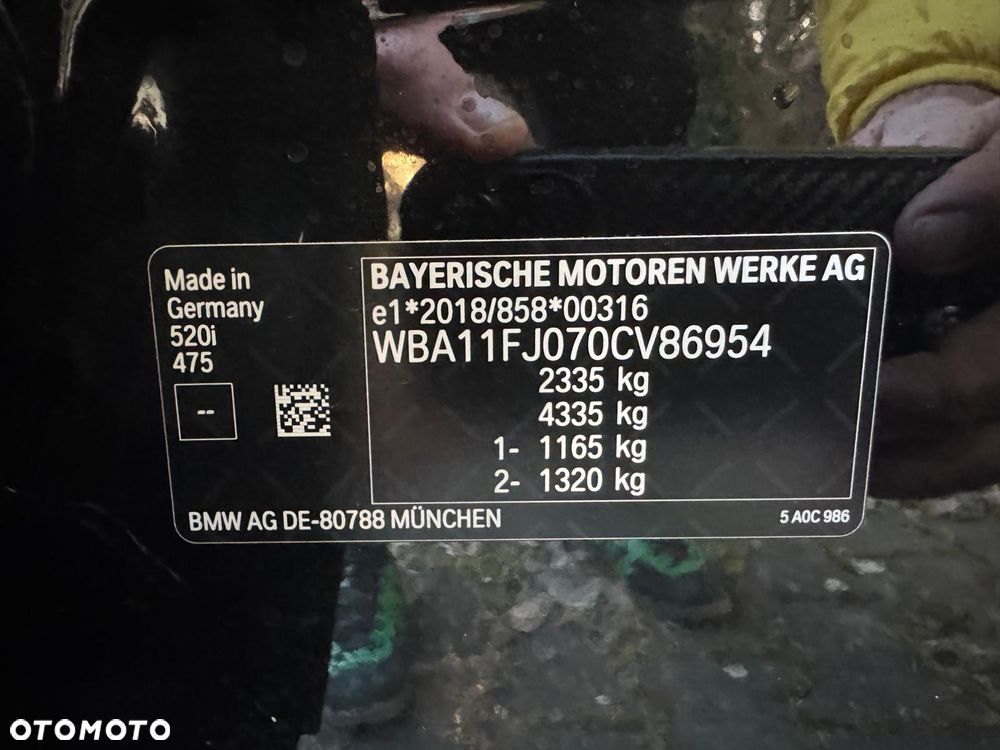 Made in
Germany
520i
475
--
BAYERISCHE MOTOREN WERKE AG
e1*2018/858*00316
WBA11FJ070CV86954
2335 kg
4335 kg
1- 1165 kg
2- 1320 kg
BMW AG DE-80788 MÜNCHEN
5 A0C 986
OTOMOTO